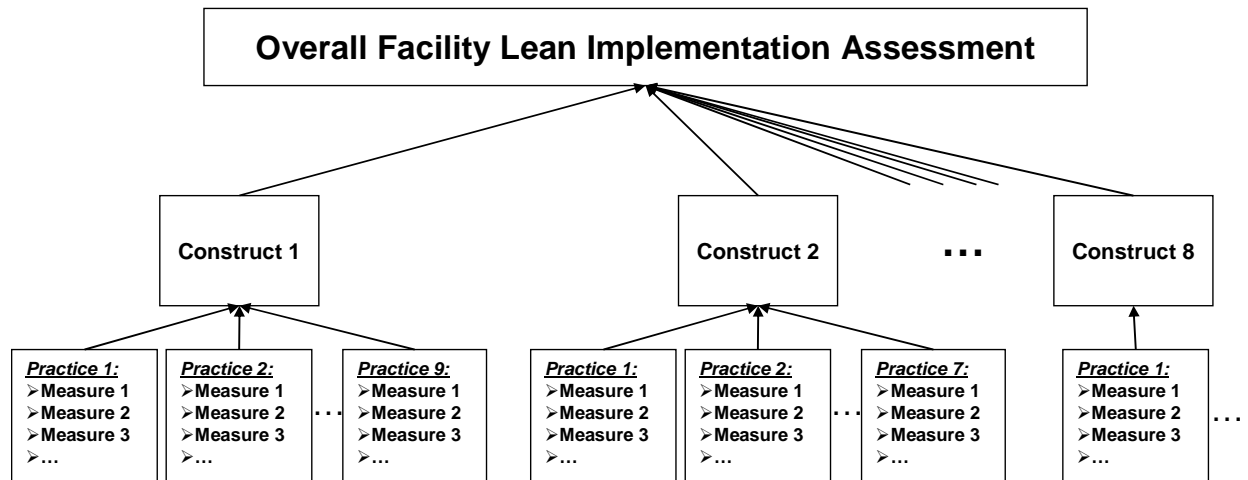 Overall Facility Lean Implementation Assessment
Construct 1
Construct 2
...
Construct 8
Practice 1:
➢Measure 1
➢Measure 2
➢Measure 3
➢...
Practice 2:
➢Measure 1
➢Measure 2
➢Measure 3
➢...
...
Practice 9:
➢Measure 1
➢Measure 2
➢Measure 3
➢...
Practice 1:
➢Measure 1
➢Measure 2
➢Measure 3
➢...
Practice 2:
➢Measure 1
➢Measure 2
➢Measure 3
➢...
...
Practice 7:
➢Measure 1
➢Measure 2
➢Measure 3
➢...
Practice 1:
➢Measure 1
➢Measure 2
➢Measure 3
➢...
...